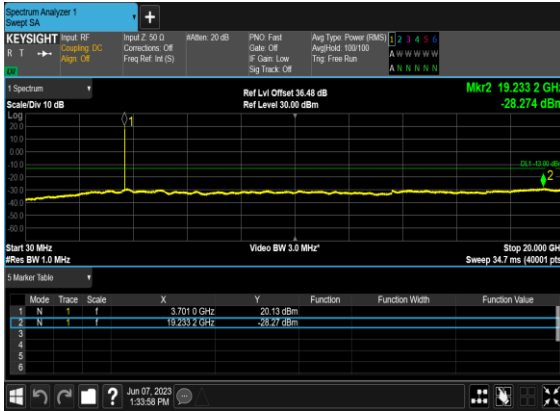 Spectrum Analyzer 1
Swept SA
+
KEYSIGHT
R T
Input: RF
Coupling: DC
Align: Off
Input Z: 50 Ω
Corrections: Off
Freq Ref: Int (S)
#Atten: 20 dB
PNO: Fast
Gate: Off
IF Gain: Low
Sig Track: Off
Avg Type: Power (RMS)
Avg|Hold: 100/100
Trig: Free Run
1 2 3 4 5 6
A W W W W W
A N N N N N
1 Spectrum
Scale/Div 10 dB
Ref Lvl Offset 36.48 dB
Ref Level 30.00 dBm
Mkr2 19.233 2 GHz
-28.274 dBm
Log
20.0
10.0
0.00
-10.0
-20.0
-30.0
-40.0
-50.0
-60.0
1
DL1 -13.00 dBm
2
Start 30 MHz
#Res BW 1.0 MHz
Video BW 3.0 MHz*
Stop 20.000 GHz
Sweep 34.7 ms (40001 pts)
5 Marker Table
Mode Trace Scale X Y Function Function Width Function Value
1 N 1 f 3.701 0 GHz 20.13 dBm
2 N 1 f 19.233 2 GHz -28.27 dBm
3
4
5
6
?
Jun 07, 2023
1:33:58 PM